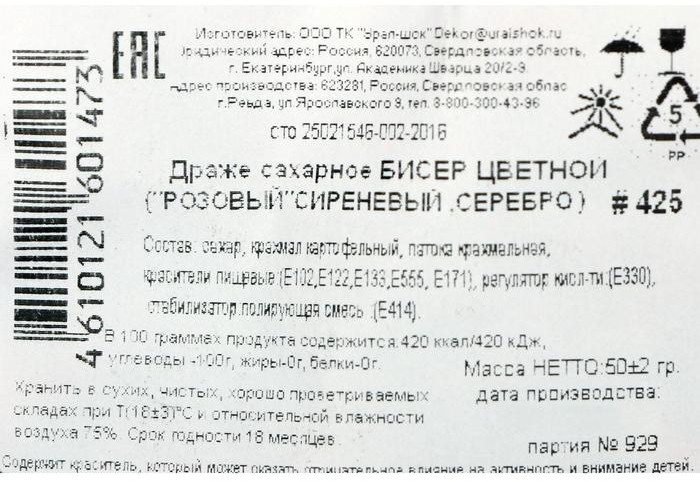 EAC
Изготовитель: ООО ТК "Урал-шок" Dekor@uralshok.ru
Юридический адрес: Россия, 620073, Свердловская область,
г. Екатеринбург, ул. Академика Шварца 20/2-9.
Адрес производства: 623281, Россия, Свердловская облас
г.Ревда, ул Ярославского 9, тел. 8-800-300-43-96
сто 25021546-002-2016
5
PP
Драже сахарное БИСЕР ЦВЕТНОЙ
("РОЗОВЫЙ"СИРЕНЕВЫЙ .СЕРЕБРО) # 425
Состав: сахар, крахмал картофельный, патока крахмальная,
красители пищевые:(Е102,Е122,Е133,Е555, Е171), регулятор кисл-ти:(Е330),
стабилизатор:полирующая смесь :(Е414).
В 100 граммах продукта содержится:420 ккал/420 кДж,
углеводы -100г, жиры-0г, белки-0г.
Масса НЕТТО:50±2 гр.
дата производства:
Хранить в сухих, чистых, хорошо проветриваемых
складах при Т(18±3)°С и относительной влажности
воздуха 75%. Срок годности 18 месяцев.
партия № 929
Содержит краситель, который может оказать отрицательное влияние на активность и внимание детей.
4 610121 601473